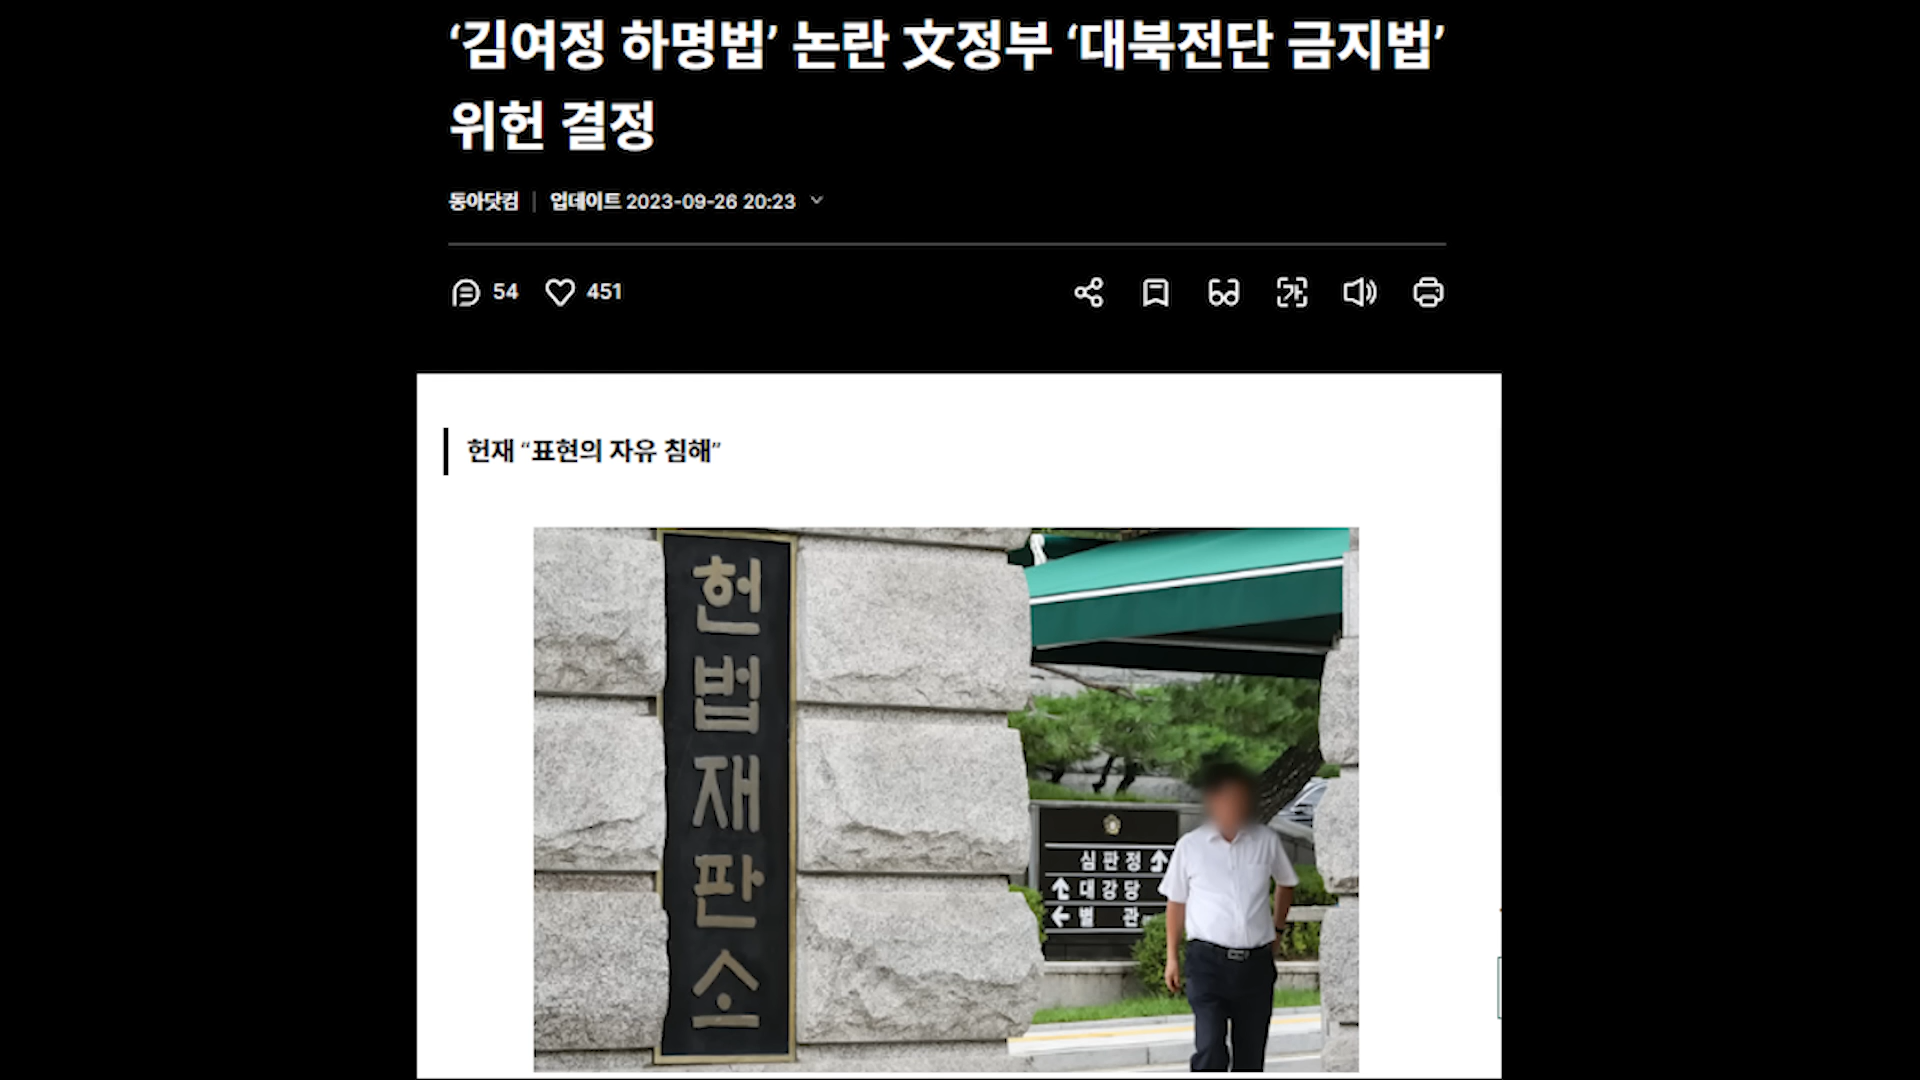 ‘김여정 하명법’ 논란 文정부 ‘대북전단 금지법’
위헌 결정
동아닷컴 | 업데이트 2023-09-26 20:23
54 451
가
헌재 “표현의 자유 침해”
헌법재판소
심판정
대강당
별 관